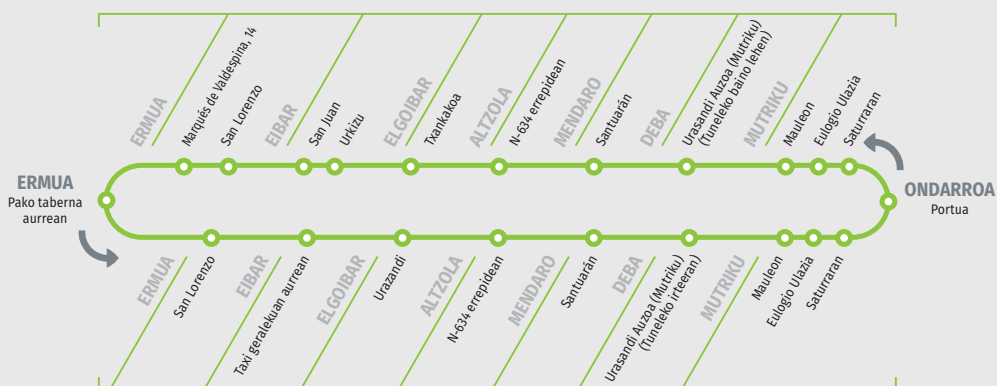 ERMUA
Marqués de Valdespina, 14
San Lorenzo
EIBAR
San Juan
Urkizu
ELGOIBAR
Txankakoa
ALTZOLA
N-634 errepidean
MENDARO
Santuarán
DEBA
Urasandi Auzoa (Mutriku)
(Tuneleko baino lehen)
MUTRIKU
Mauleon
Eulogio Ulazia
Saturraran
ERMUA
Pako taberna
aurrean
ONDARROA
Portua
ERMUA
San Lorenzo
EIBAR
Taxi geralekuan aurrean
ELGOIBAR
Urazandi
ALTZOLA
N-634 errepidean
MENDARO
Santuarán
DEBA
Urasandi Auzoa (Mutriku)
(Tuneleko irteeran)
MUTRIKU
Mauleon
Eulogio Ulazia
Saturraran